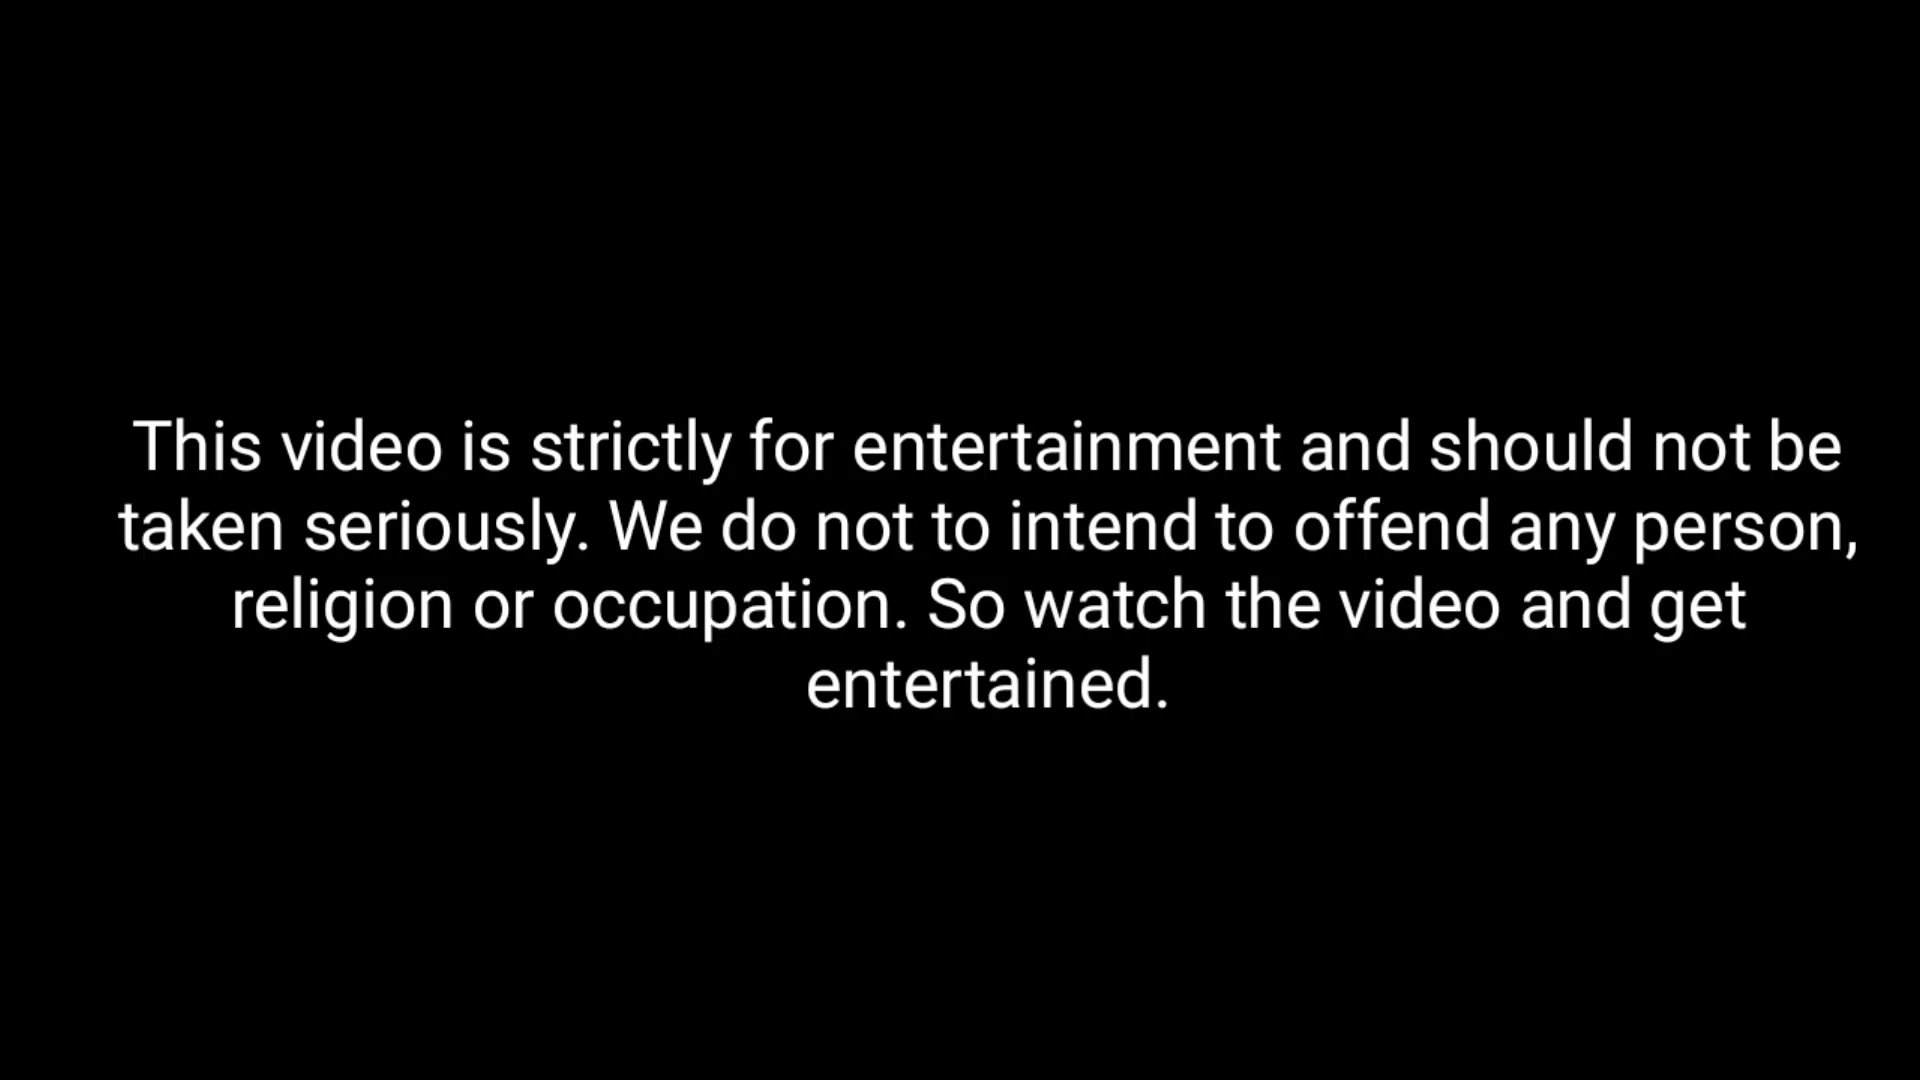 This video is strictly for entertainment and should not be
taken seriously. We do not to intend to offend any person,
religion or occupation. So watch the video and get
entertained.